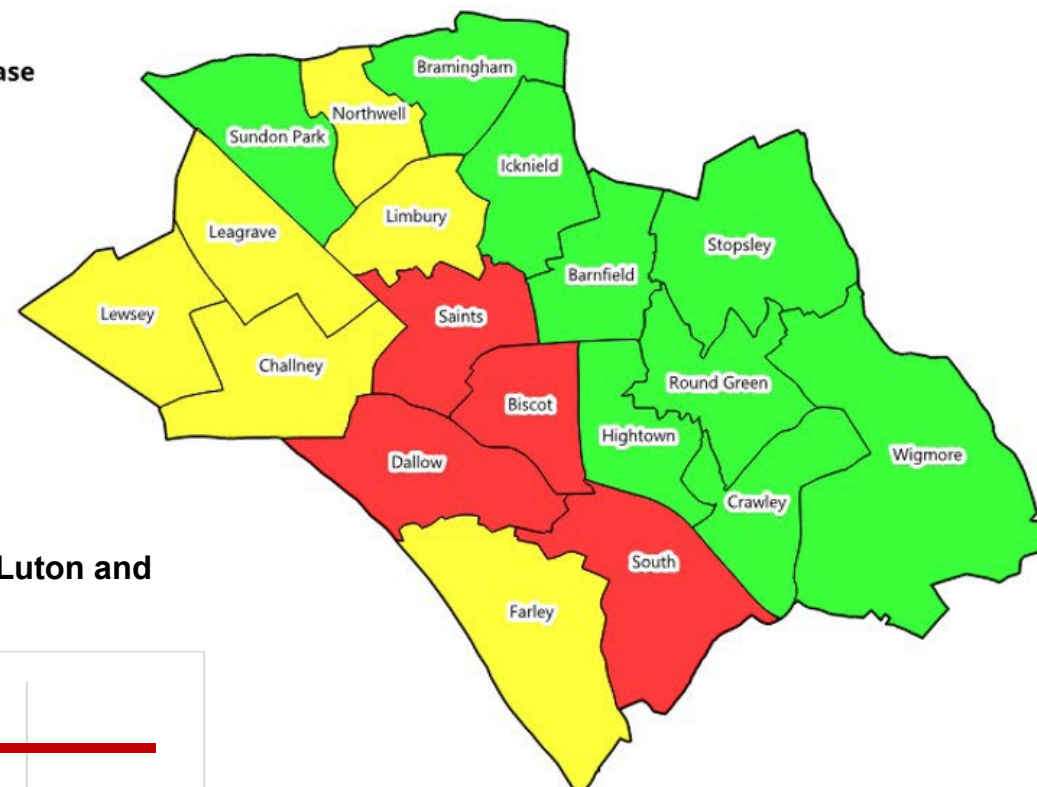 ase
Bramingham
Northwell
Sundon Park
Icknield
Limbury
Leagrave
Stopsley
Barnfield
Lewsey
Saints
Challney
Round Green
Biscot
Hightown
Wigmore
Dallow
Crawley
South
Luton and
Farley